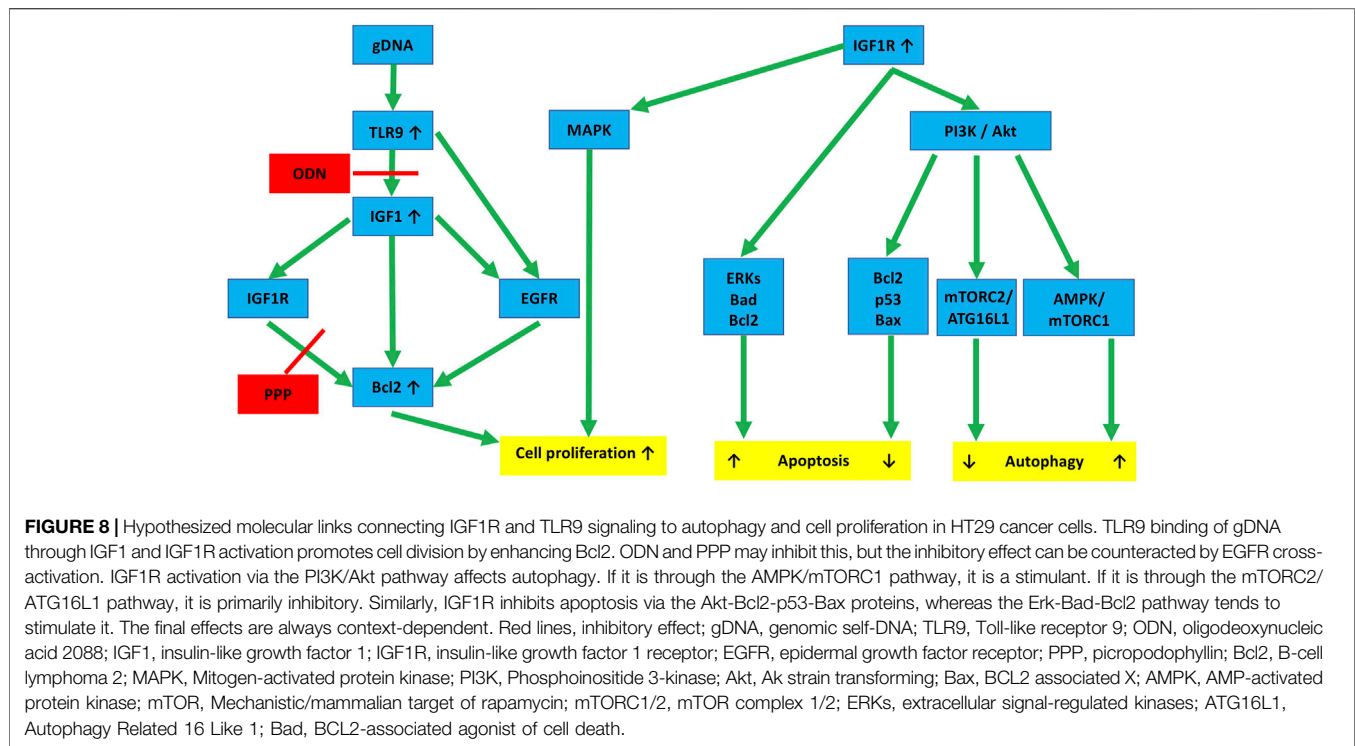 gDNA
IGF1R ↑
TLR9 ↑
MAPK
PI3K / Akt
ODN
IGF1 ↑
IGF1R
EGFR
ERKs
Bad
Bcl2
Bcl2
p53
Bax
mTORC2/
ATG16L1
AMPK/
mTORC1
PPP
Bcl2 ↑
Cell proliferation ↑
↑ Apoptosis ↓
↓ Autophagy ↑
FIGURE 8 | Hypothesized molecular links connecting IGF1R and TLR9 signaling to autophagy and cell proliferation in HT29 cancer cells. TLR9 binding of gDNA
through IGF1 and IGF1R activation promotes cell division by enhancing Bcl2. ODN and PPP may inhibit this, but the inhibitory effect can be counteracted by EGFR cross-
activation. IGF1R activation via the PI3K/Akt pathway affects autophagy. If it is through the AMPK/mTORC1 pathway, it is a stimulant. If it is through the mTORC2/
ATG16L1 pathway, it is primarily inhibitory. Similarly, IGF1R inhibits apoptosis via the Akt-Bcl2-p53-Bax proteins, whereas the Erk-Bad-Bcl2 pathway tends to
stimulate it. The final effects are always context-dependent. Red lines, inhibitory effect; gDNA, genomic self-DNA; TLR9, Toll-like receptor 9; ODN, oligodeoxynucleic
acid 2088; IGF1, insulin-like growth factor 1; IGF1R, insulin-like growth factor 1 receptor; EGFR, epidermal growth factor receptor; PPP, picropodophyllin; Bcl2, B-cell
lymphoma 2; MAPK, Mitogen-activated protein kinase; PI3K, Phosphoinositide 3-kinase; Akt, Ak strain transforming; Bax, BCL2 associated X; AMPK, AMP-activated
protein kinase; mTOR, Mechanistic/mammalian target of rapamycin; mTORC1/2, mTOR complex 1/2; ERKs, extracellular signal-regulated kinases; ATG16L1,
Autophagy Related 16 Like 1; Bad, BCL2-associated agonist of cell death.